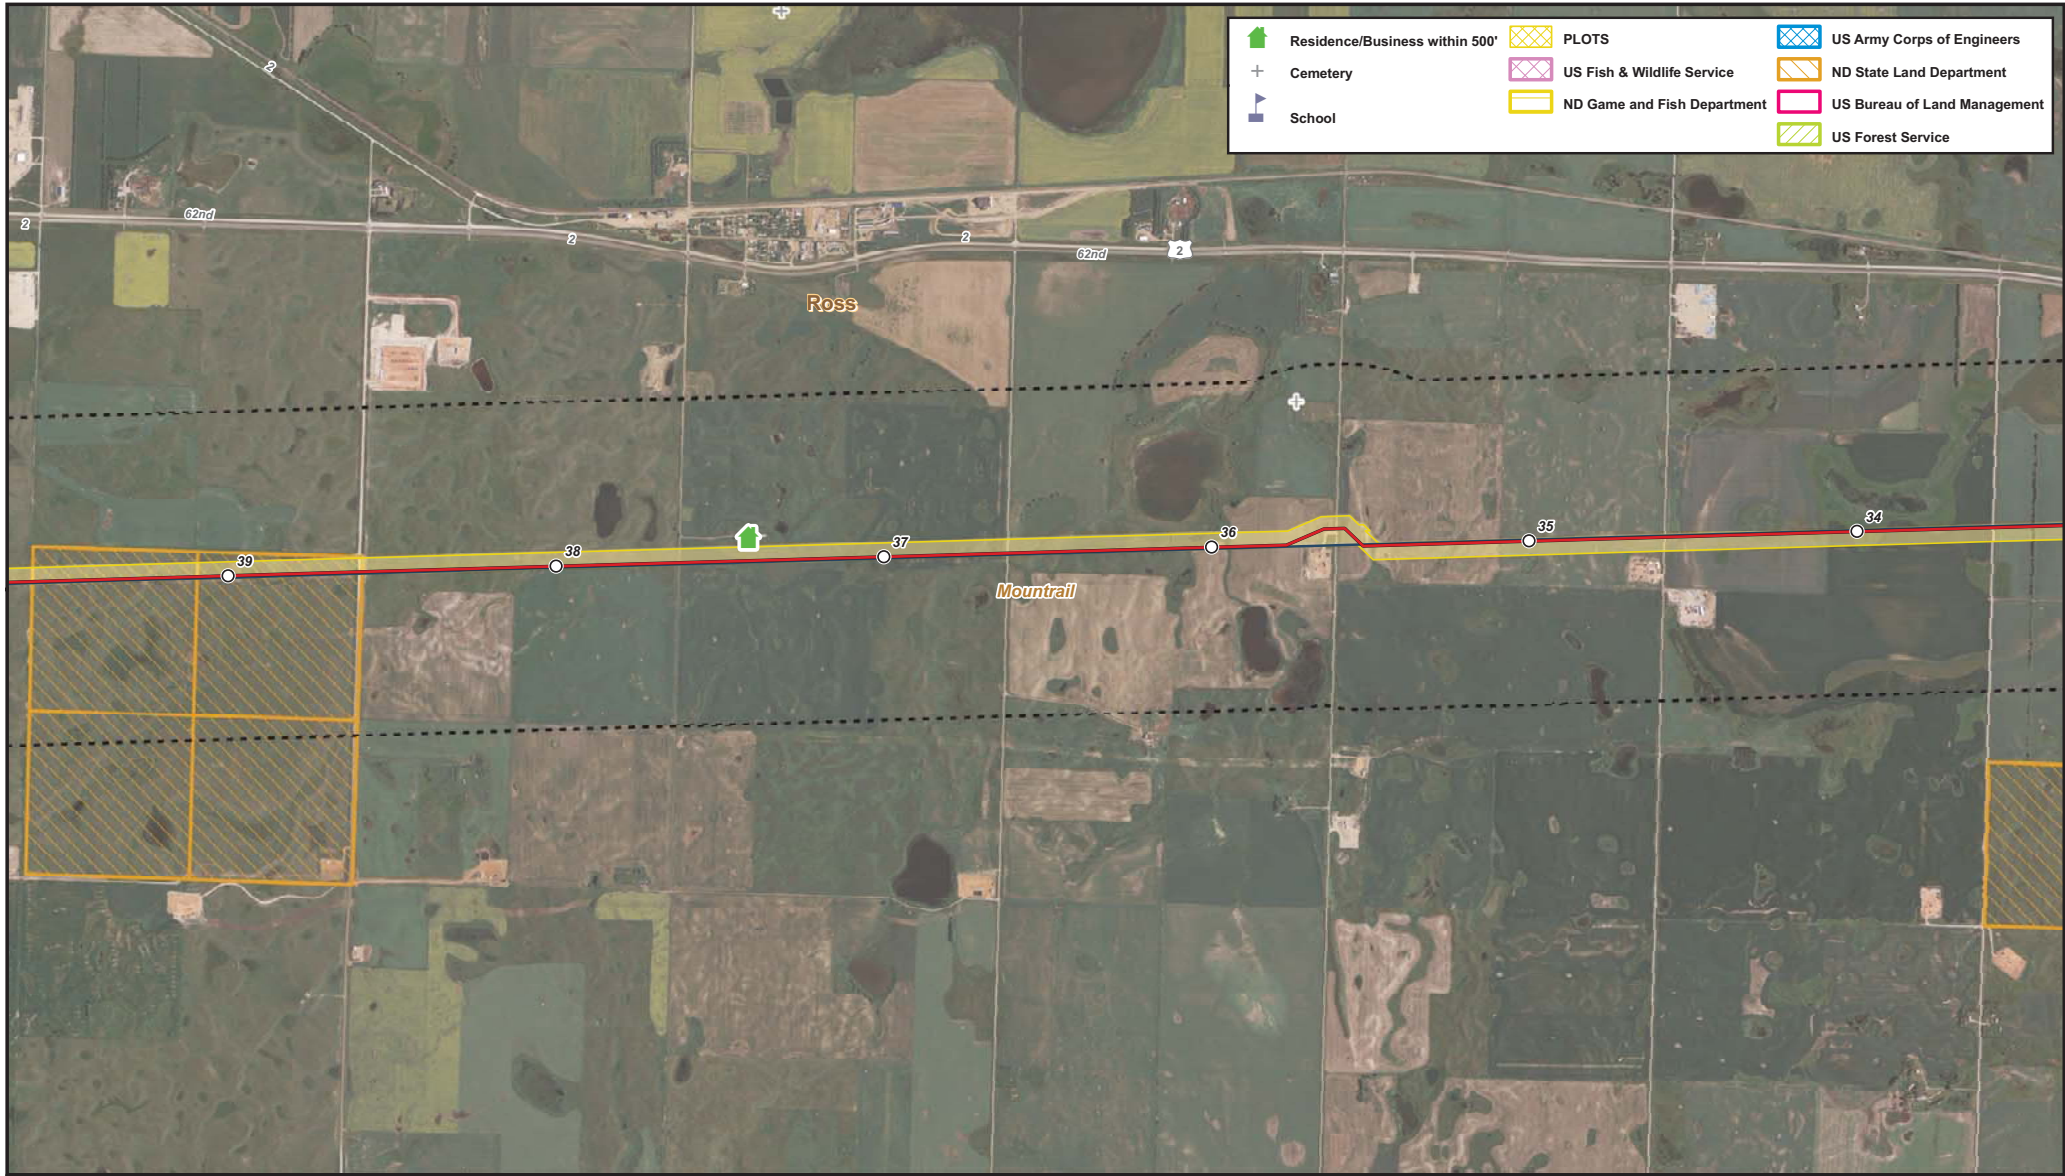 Residence/Business within 500'
Cemetery
School
PLOTS
US Fish & Wildlife Service
ND Game and Fish Department
US Army Corps of Engineers
ND State Land Department
US Bureau of Land Management
US Forest Service
2
2
62nd
2
2
62nd
2
Ross
39
38
37
36
35
34
Mountrail